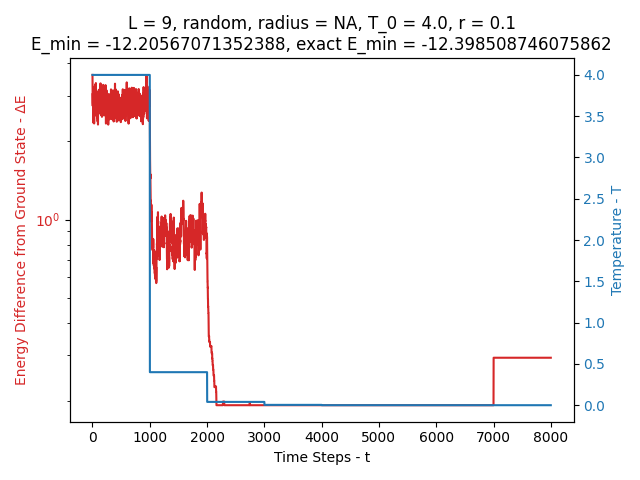 L = 9, random, radius = NA, T_0 = 4.0, r = 0.1
E_min = -12.20567071352388, exact E_min = -12.398508746075862
Energy Difference from Ground State - ΔE
10^0
4.0
3.5
3.0
2.5
2.0
1.5
1.0
0.5
0.0
Temperature - T
0 1000 2000 3000 4000 5000 6000 7000 8000
Time Steps - t